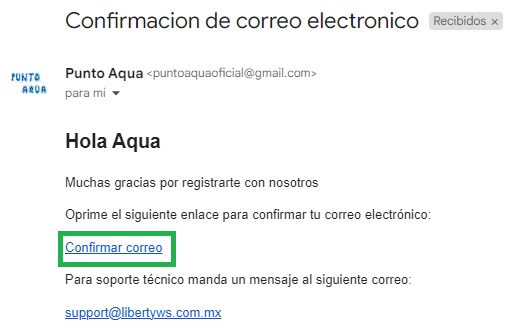 Confirmacion de correo electronico Recibidos ×
PUNTO
AQUA
Punto Aqua <puntoaquaoficial@gmail.com>
para mí
Hola Aqua
Muchas gracias por registrarte con nosotros
Oprime el siguiente enlace para confirmar tu correo electrónico:
Confirmar correo
Para soporte técnico manda un mensaje al siguiente correo:
support@libertyws.com.mx